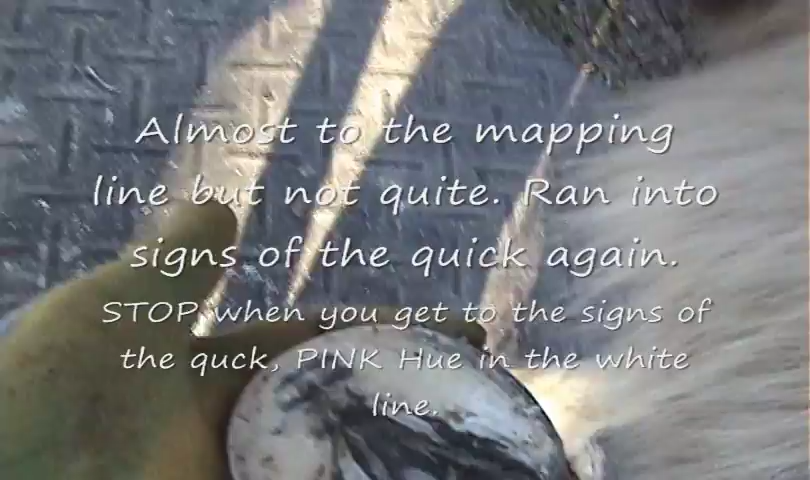 Almost to the mapping
line but not quite. Ran into
signs of the quick again.
STOP when you get to the signs of
the quck, PINK Hue in the white
line.